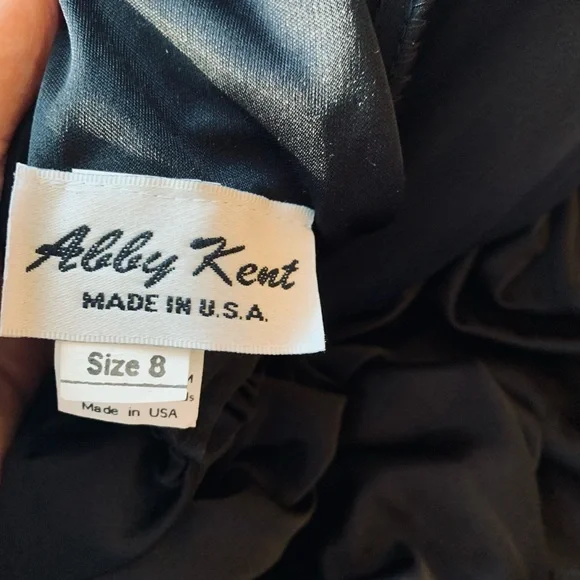 Abby Kent
MADE IN U.S.A.
Size 8
Made in USA